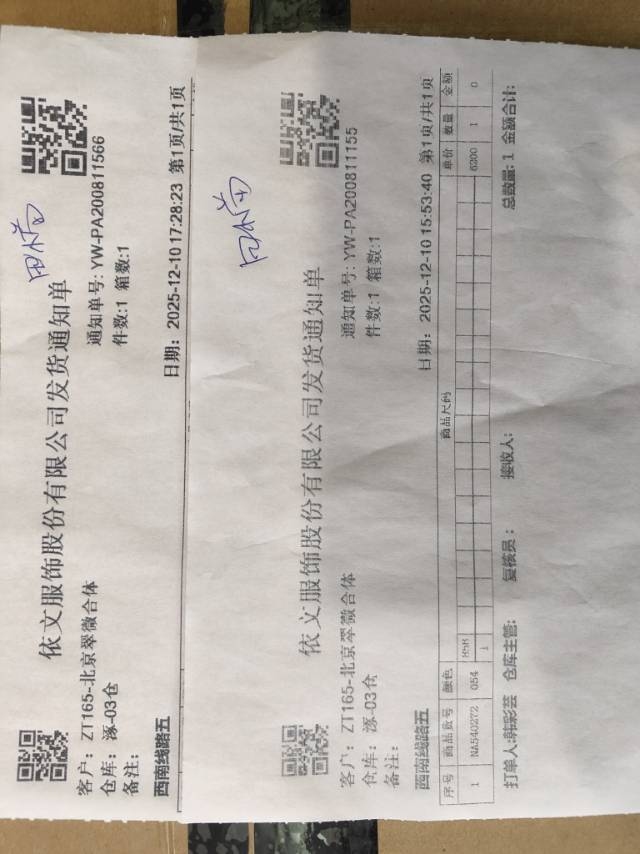 依文服饰股份有限公司发货通知单
客户: ZT165-北京翠微合体
通知单号: YW-PA200811566
仓库: 涿-03仓
件数:1 箱数:1
备注:
西南线路五
日期: 2025-12-10 17:28:23 第1页/共1页
依文服饰股份有限公司发货通知单
客户: ZT165-北京翠微合体
通知单号: YW-PA200811155
仓库: 涿-03仓
件数:1 箱数:1
备注:
西南线路五
日期: 2025-12-10 15:53:40 第1页/共1页
序号 商品货号 颜色 商品尺码 单价 数量 金额
1 NA540272 054 1 6200 1 0
打单人:韩彩芸 仓库主管: 复核员: 接收人: 总数量: 1 金额合计: